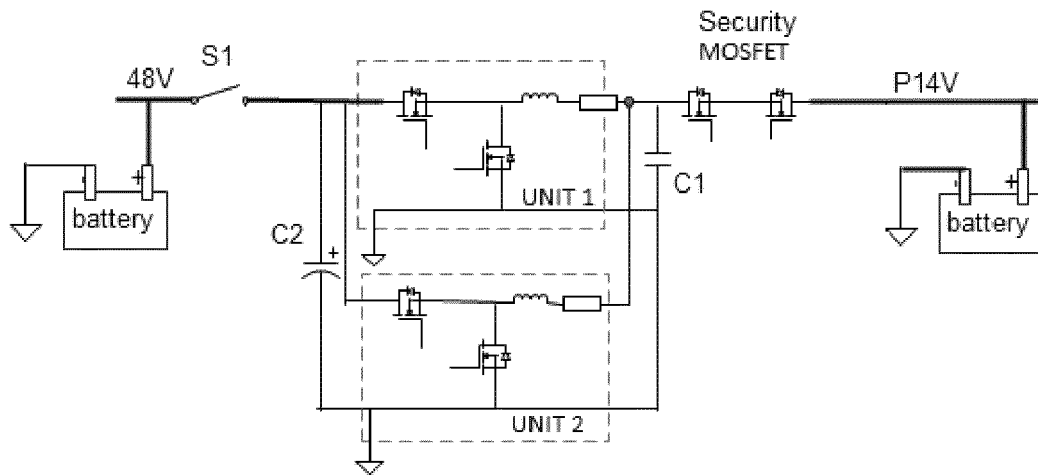 Security
MOSFET
S1
48V
P14V
- +
battery
UNIT 1
C1
- +
battery
C2
+
UNIT 2